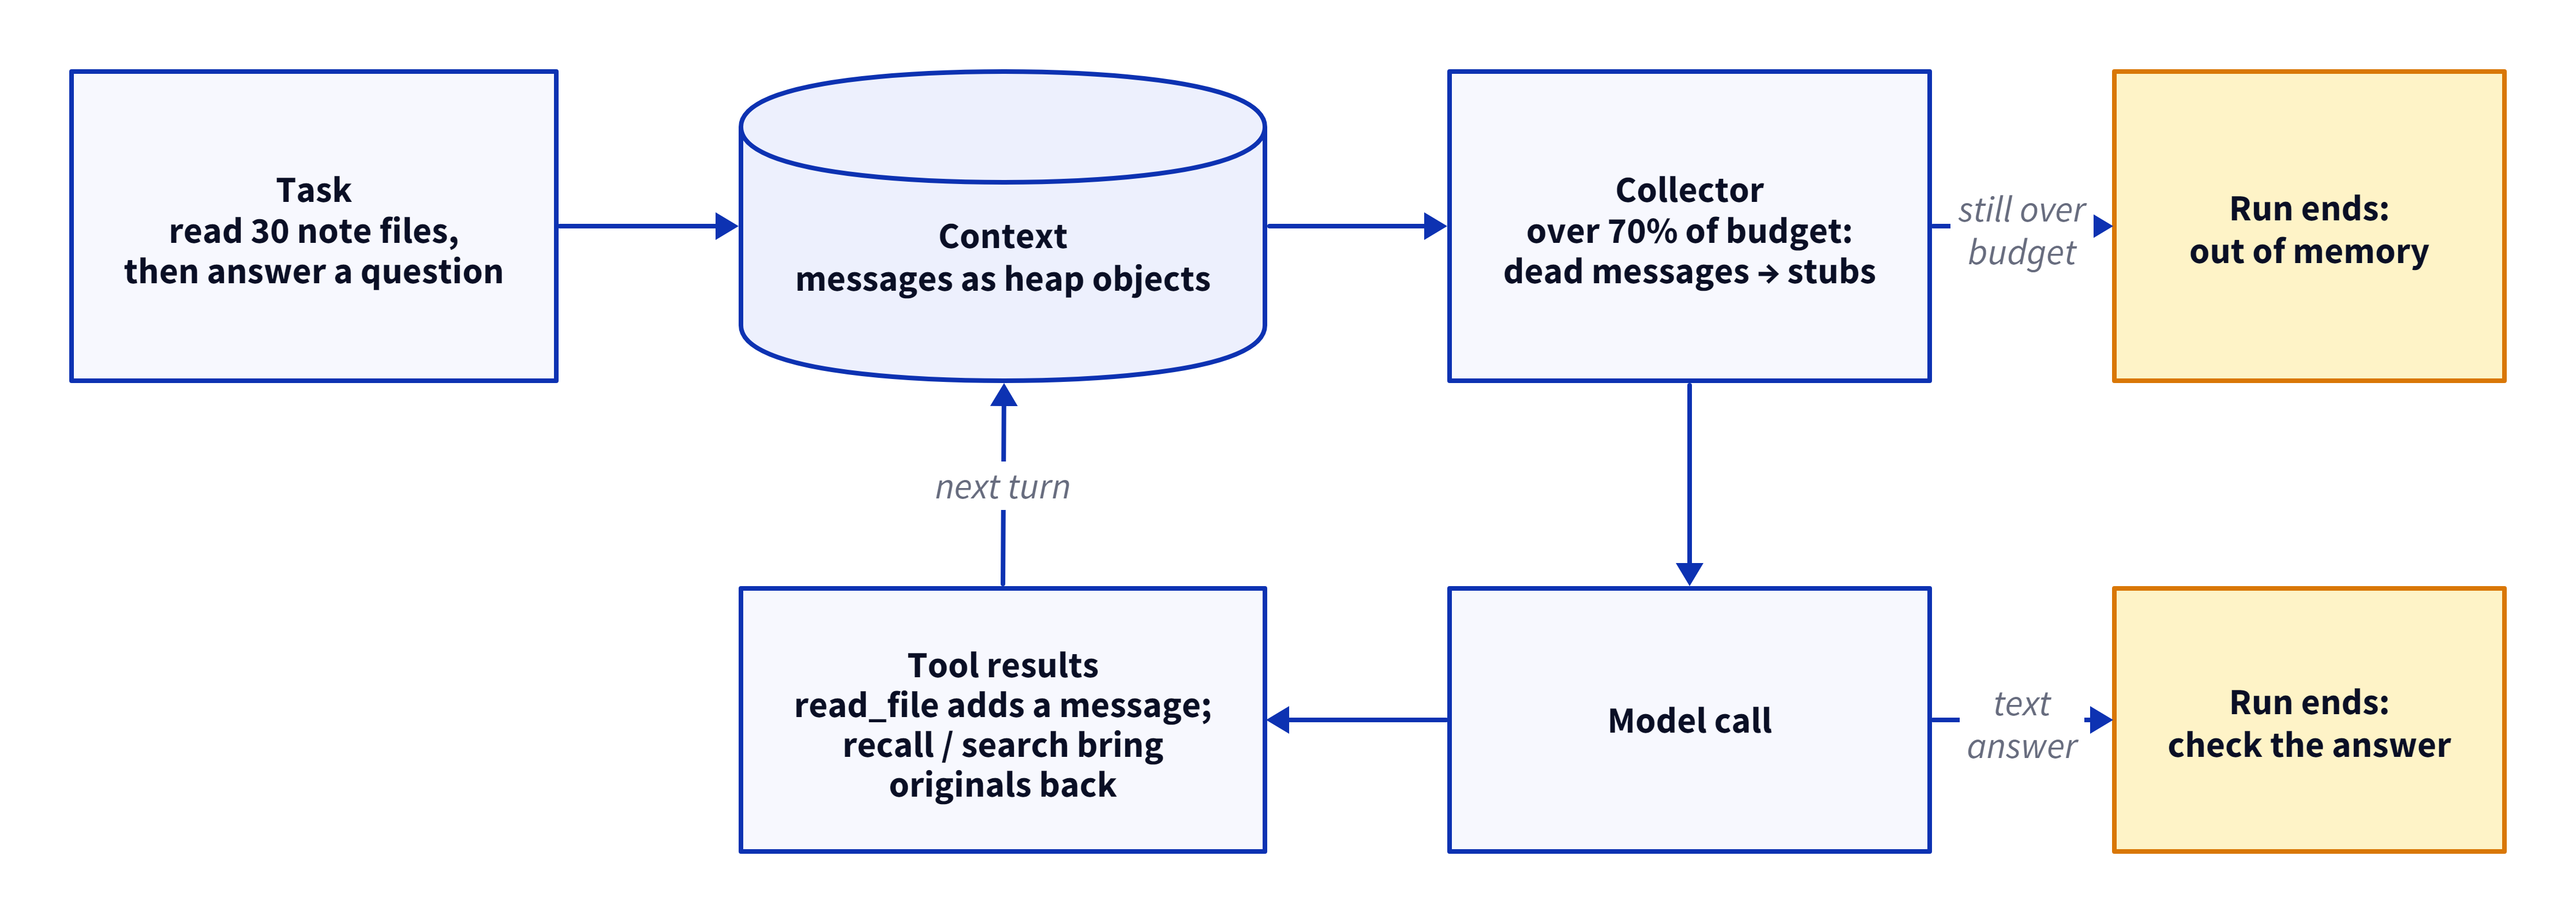 Task
read 30 note files,
then answer a question
Context
messages as heap objects
Collector
over 70% of budget:
dead messages → stubs
still over
budget
Run ends:
out of memory
next turn
Tool results
read_file adds a message;
recall / search bring
originals back
Model call
text
answer
Run ends:
check the answer